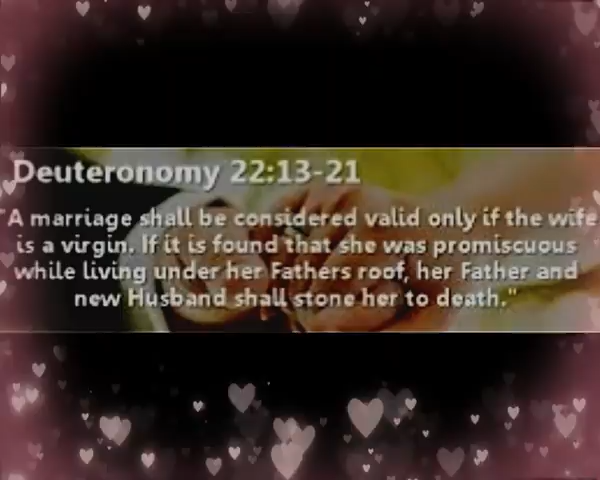 Deuteronomy 22:13-21
"A marriage shall be considered valid only if the wife
is a virgin. If it is found that she was promiscuous
while living under her Fathers roof, her Father and
new Husband shall stone her to death."